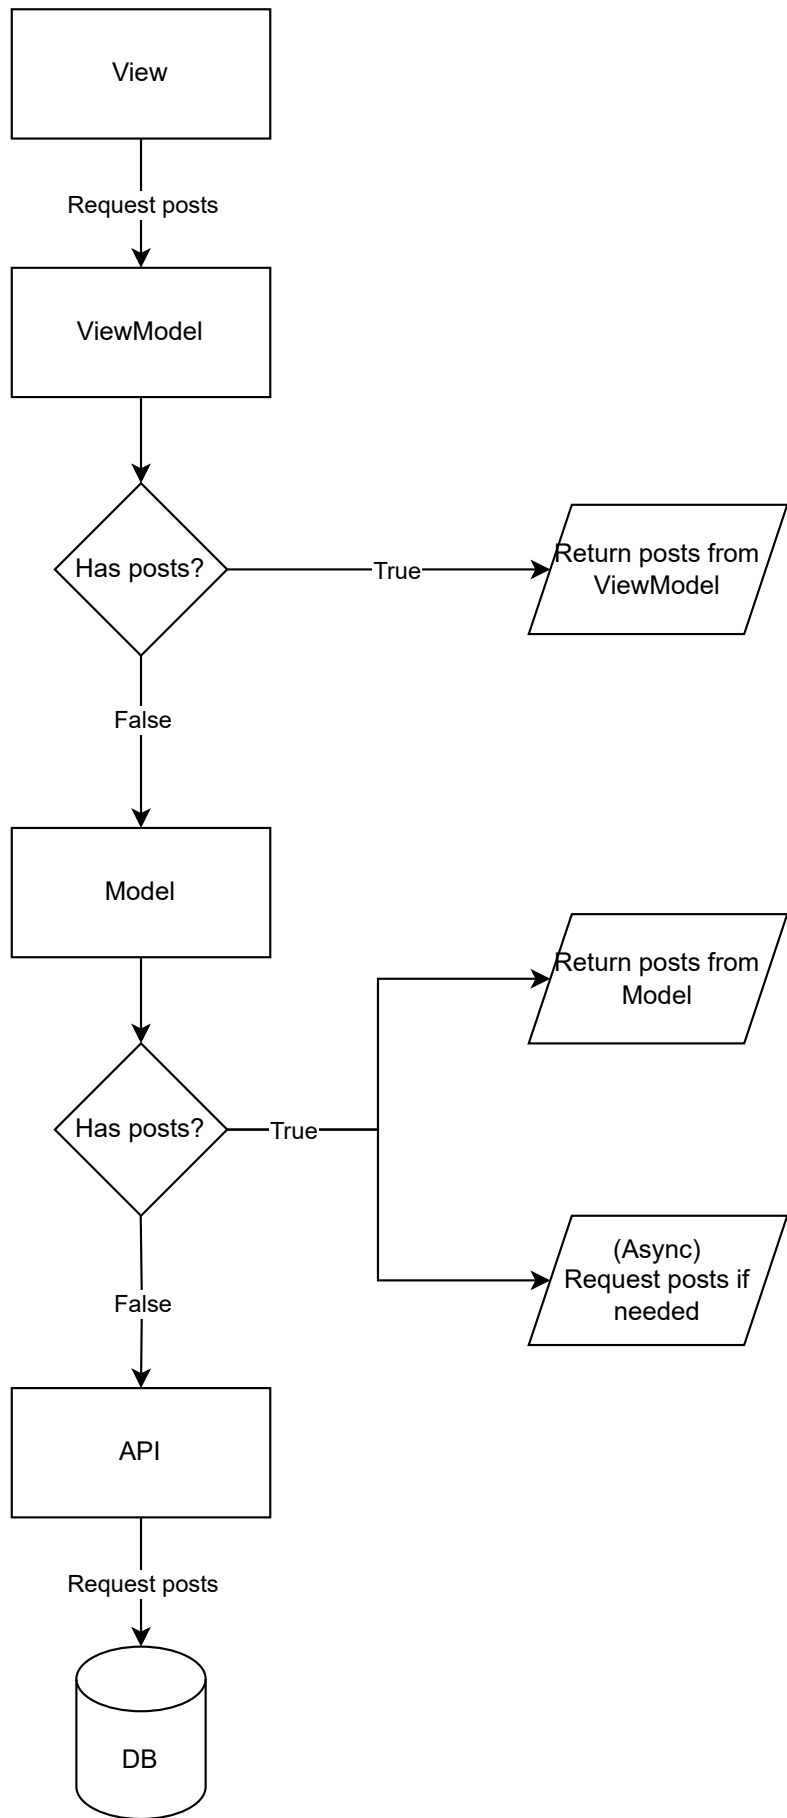 View
Request posts
ViewModel
Has posts?
True
Return posts from
ViewModel
False
Model
Return posts from
Model
Has posts?
True
(Async)
Request posts if
needed
False
API
Request posts
DB